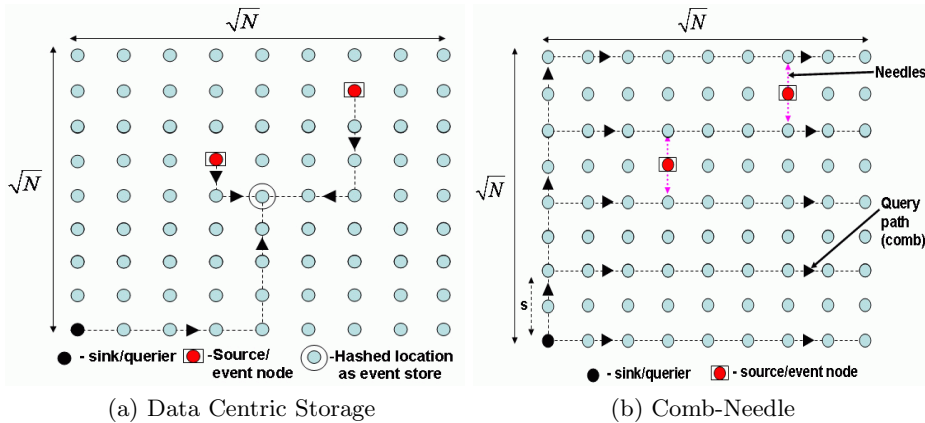 √N
√N
- sink/querier
-Source/
event node
-Hashed location
as event store
(a) Data Centric Storage
√N
√N
Needles
Query
path
(comb)
s
- sink/querier
- source/event node
(b) Comb-Needle